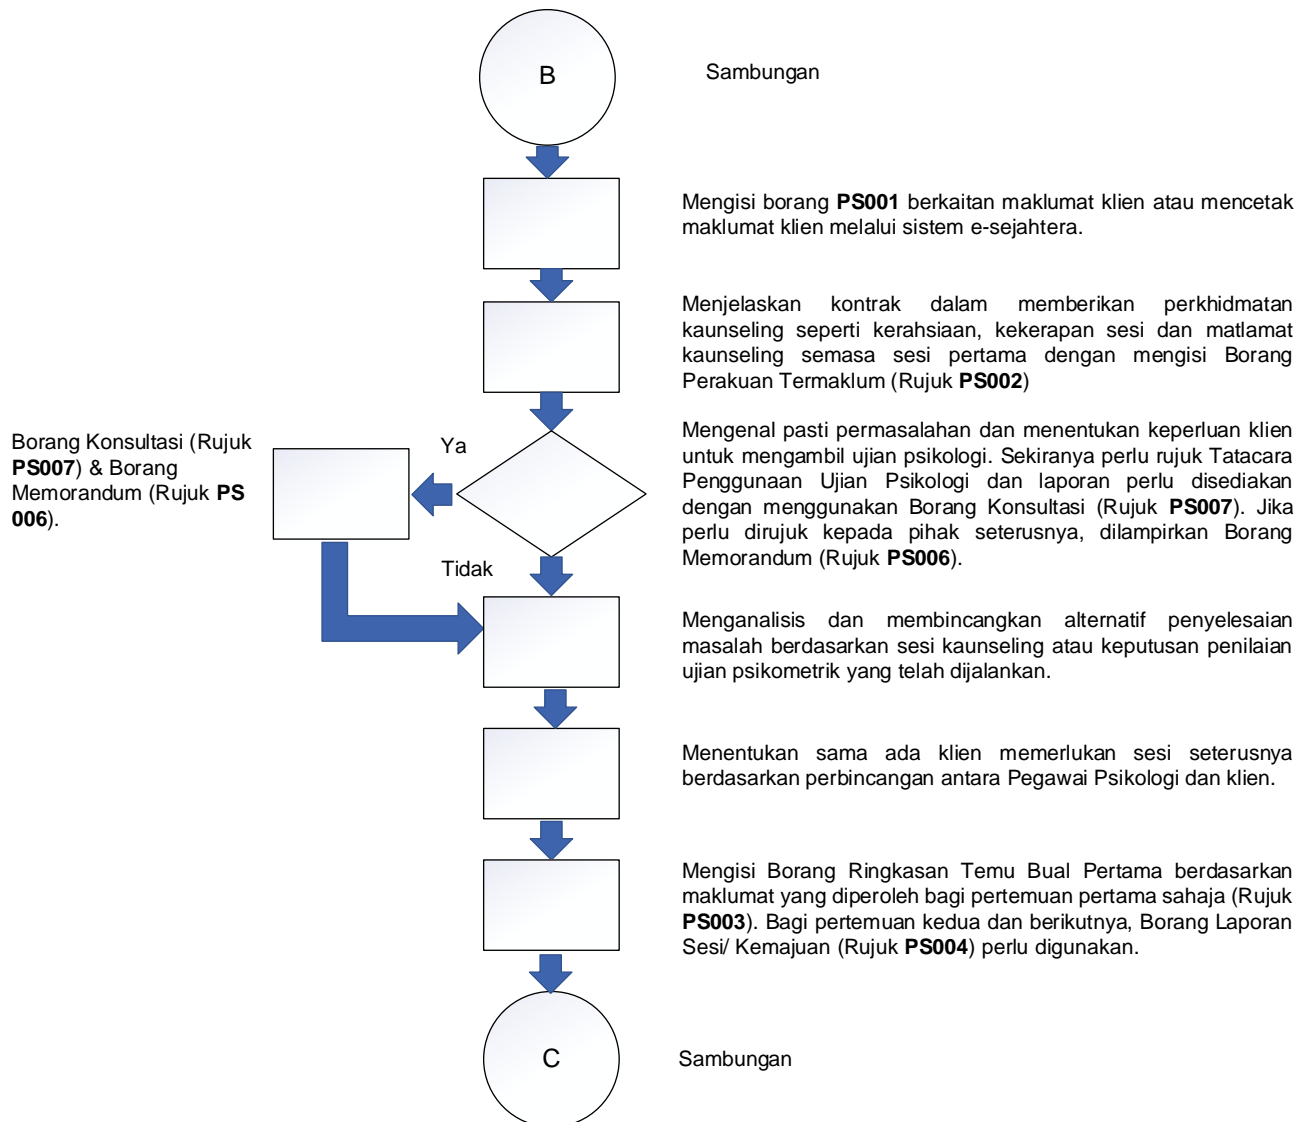 B
Sambungan
Mengisi borang PS001 berkaitan maklumat klien atau mencetak
maklumat klien melalui sistem e-sejahtera.
Menjelaskan kontrak dalam memberikan perkhidmatan
kaunseling seperti kerahsiaan, kekerapan sesi dan matlamat
kaunseling semasa sesi pertama dengan mengisi Borang
Perakuan Termaklum (Rujuk PS002)
Borang Konsultasi (Rujuk
PS007) & Borang
Memorandum (Rujuk PS
006).
Ya
Mengenal pasti permasalahan dan menentukan keperluan klien
untuk mengambil ujian psikologi. Sekiranya perlu rujuk Tatacara
Penggunaan Ujian Psikologi dan laporan perlu disediakan
dengan menggunakan Borang Konsultasi (Rujuk PS007). Jika
perlu dirujuk kepada pihak seterusnya, dilampirkan Borang
Memorandum (Rujuk PS006).
Tidak
Menganalisis dan membincangkan alternatif penyelesaian
masalah berdasarkan sesi kaunseling atau keputusan penilaian
ujian psikometrik yang telah dijalankan.
Menentukan sama ada klien memerlukan sesi seterusnya
berdasarkan perbincangan antara Pegawai Psikologi dan klien.
Mengisi Borang Ringkasan Temu Bual Pertama berdasarkan
maklumat yang diperoleh bagi pertemuan pertama sahaja (Rujuk
PS003). Bagi pertemuan kedua dan berikutnya, Borang Laporan
Sesi/ Kemajuan (Rujuk PS004) perlu digunakan.
C
Sambungan